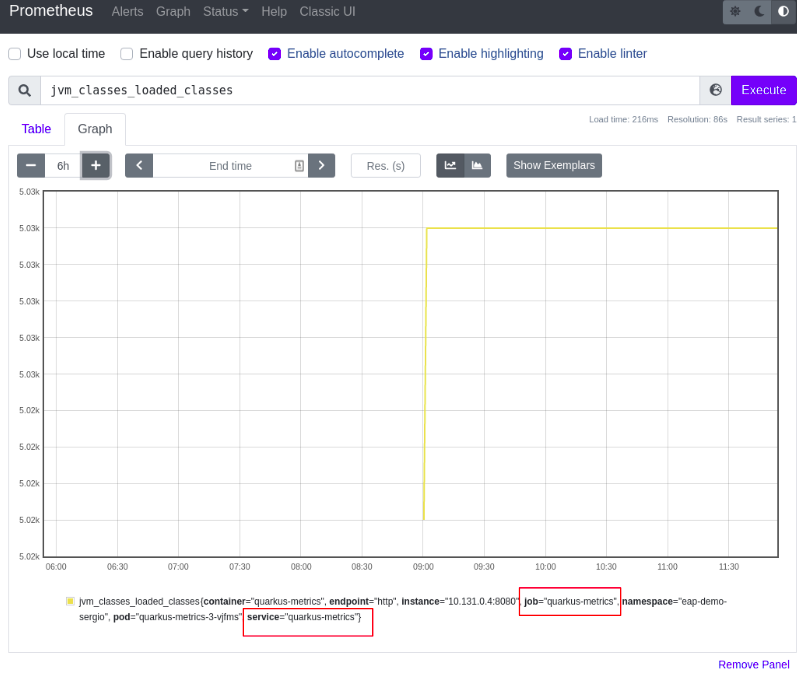 Prometheus Alerts Graph Status Help Classic UI
Use local time Enable query history Enable autocomplete Enable highlighting Enable linter
jvm_classes_loaded_classes Execute
Load time: 216ms Resolution: 86s Result series: 1
Table Graph
6h End time Res. (s) Show Exemplars
5.03k
5.03k
5.03k
5.03k
5.03k
5.03k
5.02k
5.02k
5.02k
5.02k
5.02k
06:00 06:30 07:00 07:30 08:00 08:30 09:00 09:30 10:00 10:30 11:00 11:30
jvm_classes_loaded_classes{container="quarkus-metrics", endpoint="http", instance="10.131.0.4:8080", job="quarkus-metrics", namespace="eap-demo-
sergio", pod="quarkus-metrics-3-vjfms", service="quarkus-metrics"}
Remove Panel